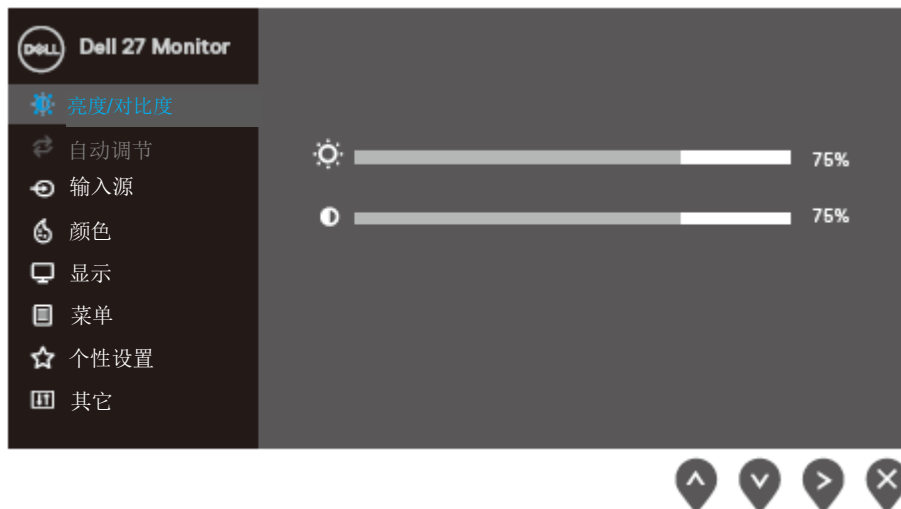 DELL Dell 27 Monitor
亮度/对比度
自动调节
75%
输入源
75%
颜色
显示
菜单
个性设置
其它